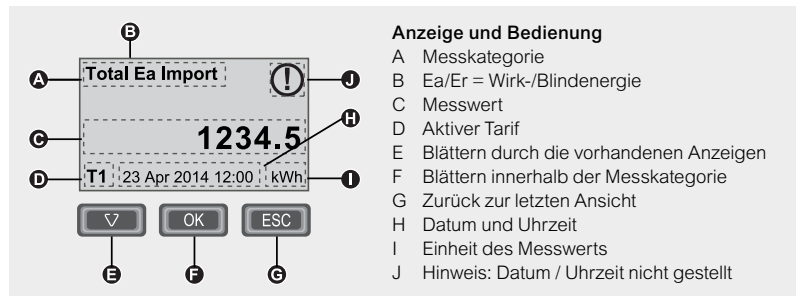 B
A
Total Ea Import
!
J
H
C
1234.5
D
T1
23 Apr 2014 12:00
kWh
I
OK
ESC
E
F
G
Anzeige und Bedienung
A Messkategorie
B Ea/Er = Wirk-/Blindenergie
C Messwert
D Aktiver Tarif
E Blättern durch die vorhandenen Anzeigen
F Blättern innerhalb der Messkategorie
G Zurück zur letzten Ansicht
H Datum und Uhrzeit
I Einheit des Messwerts
J Hinweis: Datum / Uhrzeit nicht gestellt